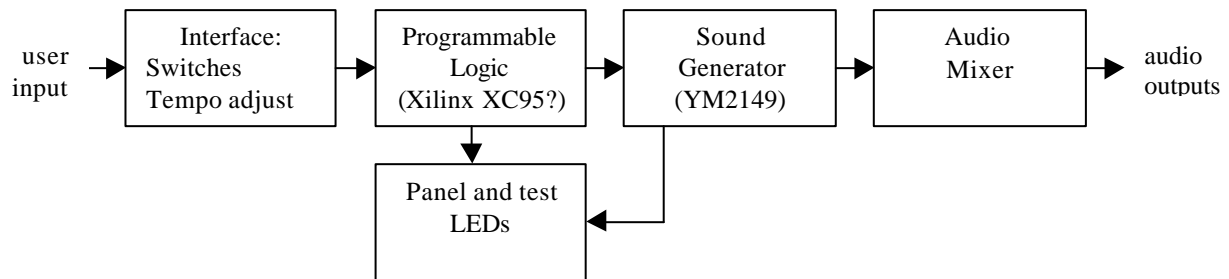 user
input
Interface:
Switches
Tempo adjust
Programmable
Logic
(Xilinx XC95?)
Sound
Generator
(YM2149)
Audio
Mixer
audio
outputs
Panel and test
LEDs